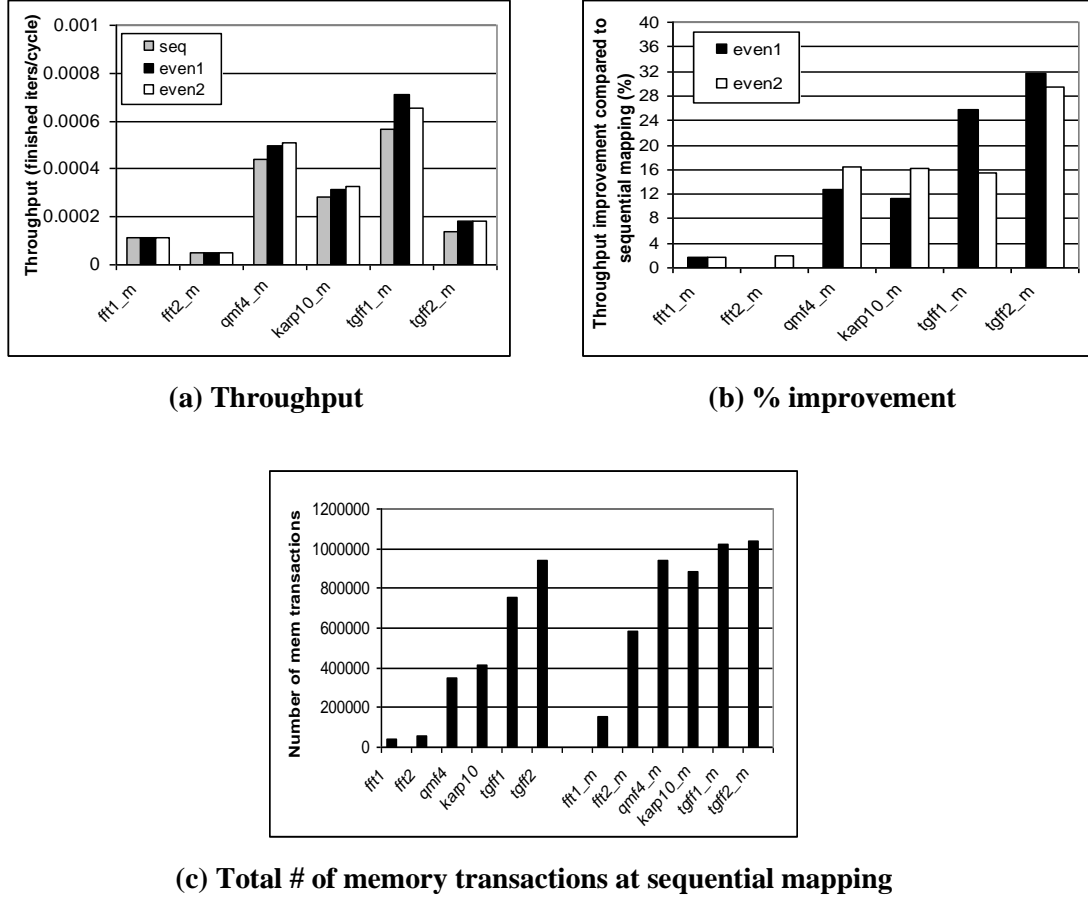 Throughput (finished iters/cycle)
0.001
0.0008
0.0006
0.0004
0.0002
0
seq
even1
even2
fft1_m
fft2_m
qmf4_m
karp10_m
tgff1_m
tgff2_m
(a) Throughput
Throughput improvement compared to
sequential mapping (%)
40
36
32
28
24
20
16
12
8
4
0
even1
even2
fft1_m
fft2_m
qmf4_m
karp10_m
tgff1_m
tgff2_m
(b) % improvement
Number of mem transactions
1200000
1000000
800000
600000
400000
200000
0
fft1
fft2
qmf4
karp10
tgff1
tgff2
fft1_m
fft2_m
qmf4_m
karp10_m
tgff1_m
tgff2_m
(c) Total # of memory transactions at sequential mapping